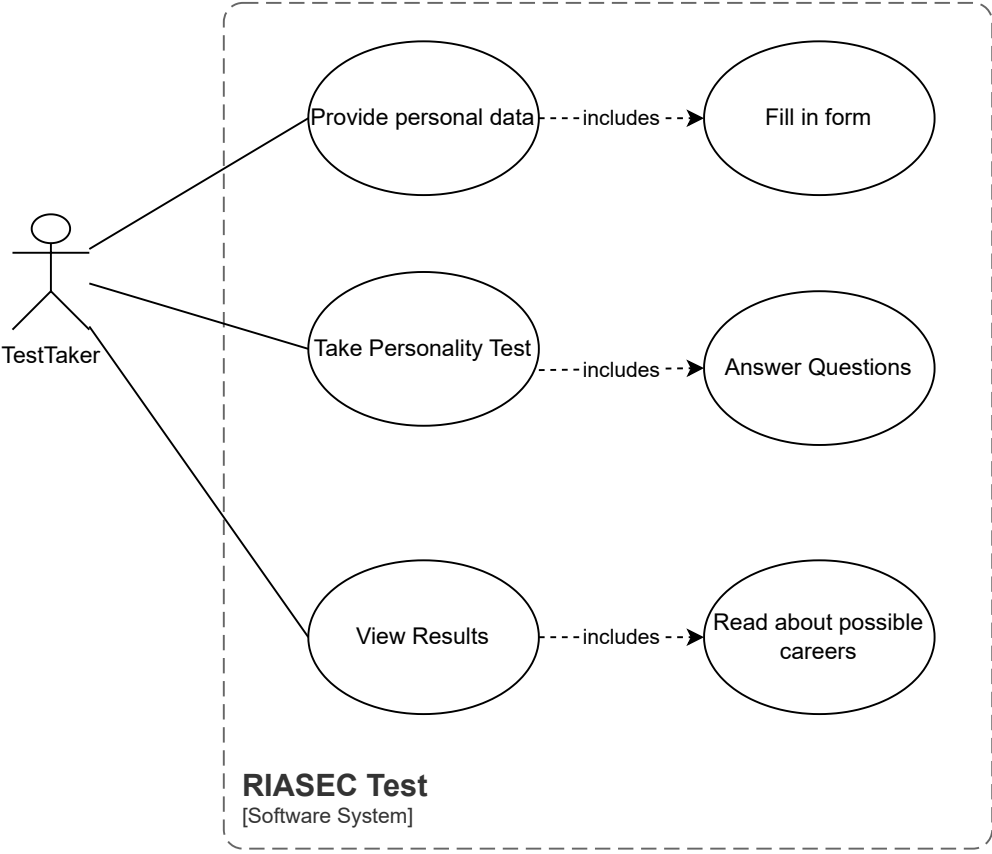 Provide personal data
includes
Fill in form
TestTaker
Take Personality Test
includes
Answer Questions
View Results
includes
Read about possible
careers
RIASEC Test
[Software System]